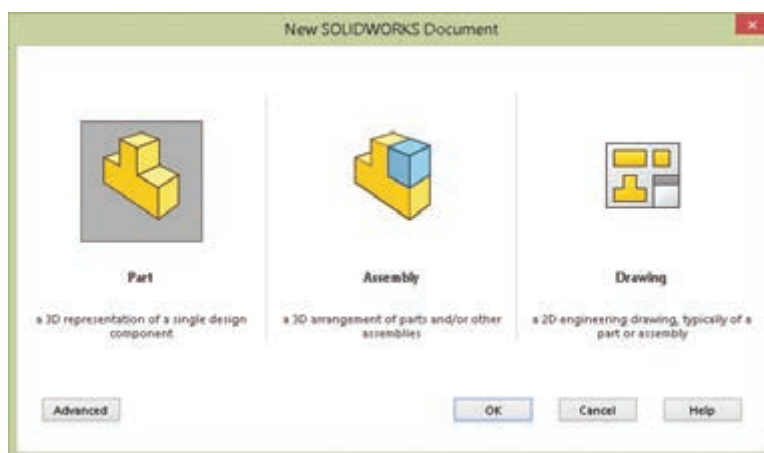 New SOLIDWORKS Document
Part
a 3D representation of a single design
component
Assembly
a 3D arrangement of parts and/or other
assemblies
Drawing
a 2D engineering drawing, typically of a
part or assembly
Advanced
OK
Cancel
Help